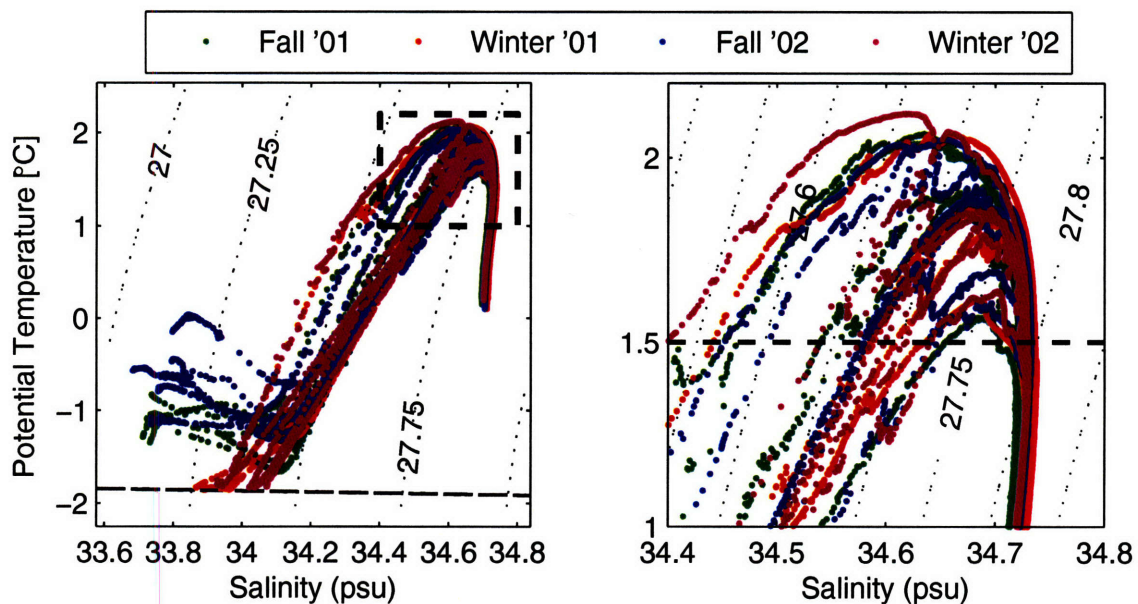 Fall '01 Winter '01 Fall '02 Winter '02
Potential Temperature [°C]
2
1
0
−1
−2
27
27.25
27.75
33.6 33.8 34 34.2 34.4 34.6 34.8
Salinity (psu)
2
1.5
1
27.6
27.8
27.75
34.4 34.5 34.6 34.7 34.8
Salinity (psu)